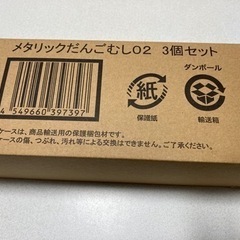 メタリックだんごむし02 3個セット
ダンボール
紙
4 549660 397397
保護紙
輸送箱
ケースは、商品輸送用の保護梱包材です。
ースの傷、つぶれ、汚れ等による交換はできません。ご了承ください。